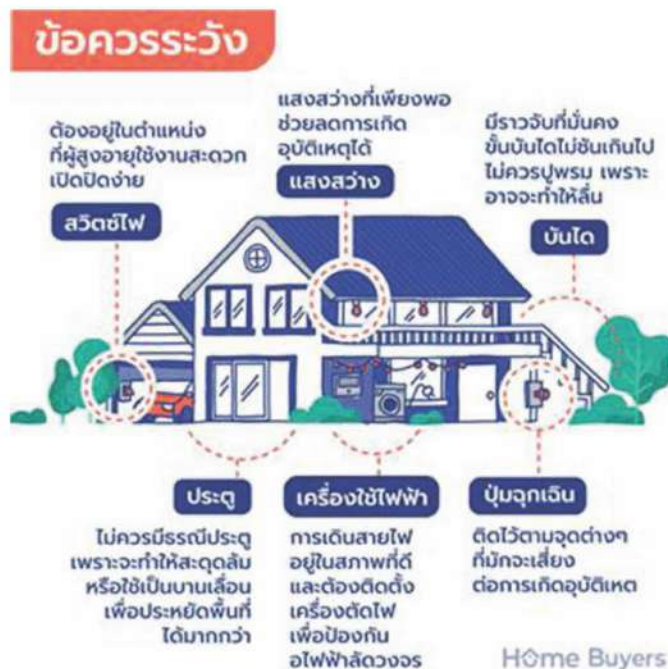 ข้อควรระวัง
ต้องอยู่ในตำแหน่ง
ที่ผู้สูงอายุใช้งานสะดวก
เปิดปิดง่าย
สวิตช์ไฟ
แสงสว่างที่เพียงพอ
ช่วยลดการเกิด
อุบัติเหตุได้
แสงสว่าง
มีราวจับที่มั่นคง
ขั้นบันไดไม่ชันเกินไป
ไม่ควรปูพรม เพราะ
อาจจะทำให้ลื่น
บันได
ประตู
ไม่ควรมีธรณีประตู
เพราะจะทำให้สะดุดล้ม
หรือใช้เป็นบานเลื่อน
เพื่อประหยัดพื้นที่
ได้มากกว่า
เครื่องใช้ไฟฟ้า
การเดินสายไฟ
อยู่ในสภาพที่ดี
และต้องติดตั้ง
เครื่องตัดไฟ
เพื่อป้องกัน
อไฟฟ้าลัดวงจร
ปุ่มฉุกเฉิน
ติดไว้ตามจุดต่างๆ
ที่มักจะเสี่ยง
ต่อการเกิดอุบัติเหต
Home Buyers